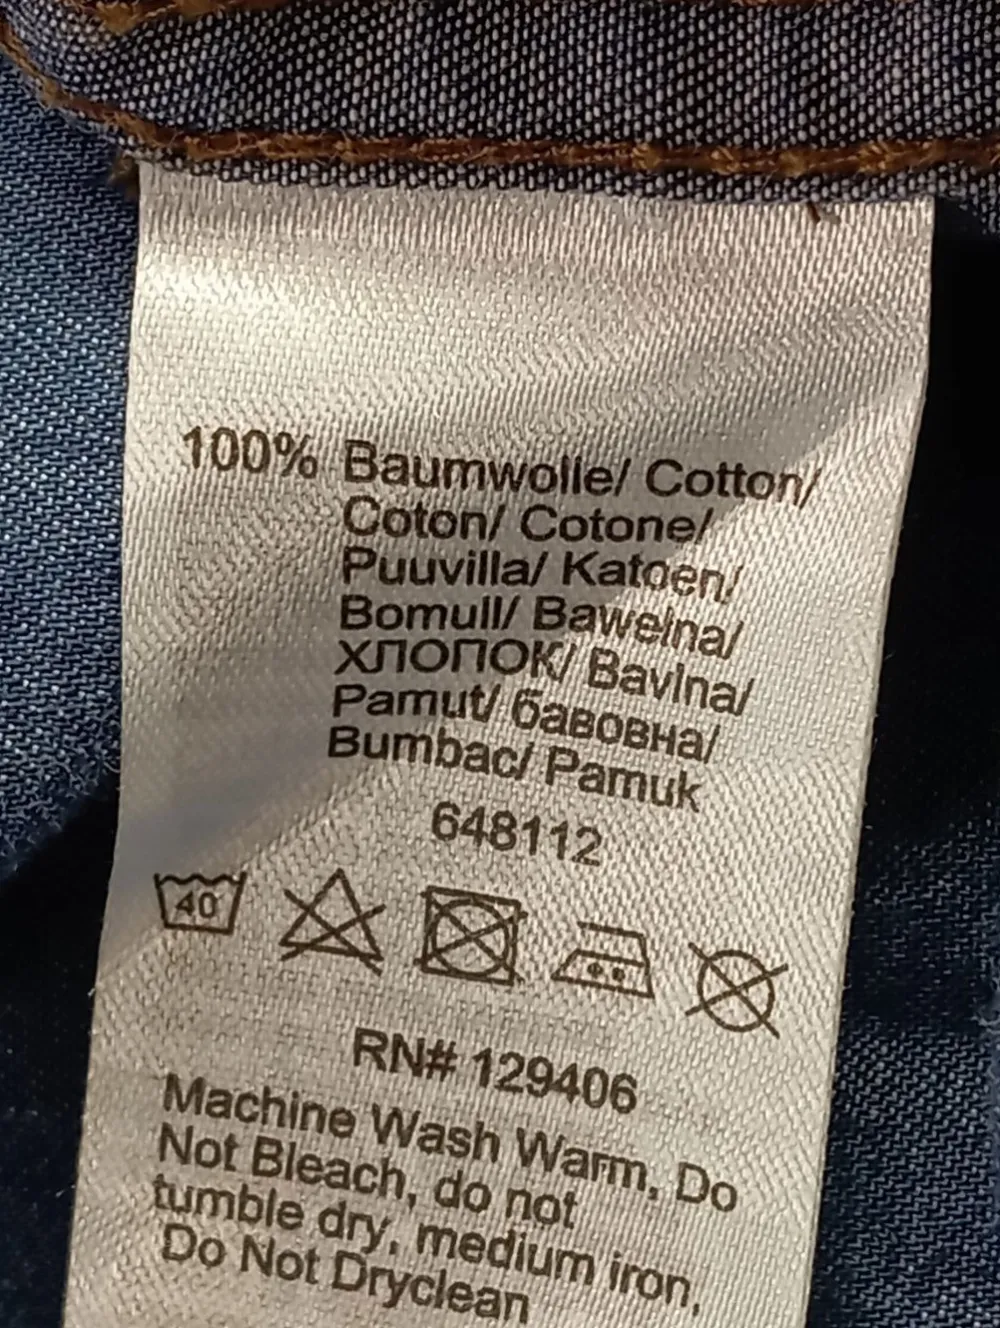 100% Baumwolle/ Cotton/
Coton/ Cotone/
Puuvilla/ Katoen/
Bomull/ Bawełna/
ХЛОПОК/ Bavlna/
Pamut/ бавовна/
Bumbac/ Pamuk
648112
40
RN# 129406
Machine Wash Warm, Do
Not Bleach, do not
tumble dry, medium iron,
Do Not Dryclean